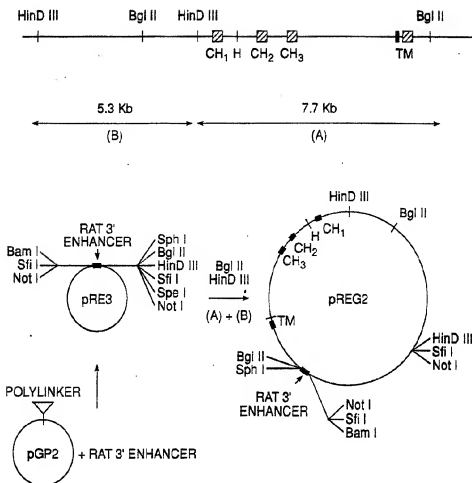 HinD III
Bgl II
HinD III
Bgl II
CH1
H
CH2
CH3
TM
5.3 Kb
(B)
7.7 Kb
(A)
RAT 3'
ENHANCER
Bam I
Sfi I
Not I
Sph I
Bgl II
HinD III
Sfi I
Spe I
Not I
pRE3
Bgl II
HinD III
(A) + (B)
HinD III
Bgl II
CH1
H
CH2
CH3
pREG2
TM
HinD III
Sfi I
Not I
Bgl II
Sph I
RAT 3'
ENHANCER
Not I
Sfi I
Bam I
POLYLINKER
pGP2
+ RAT 3' ENHANCER